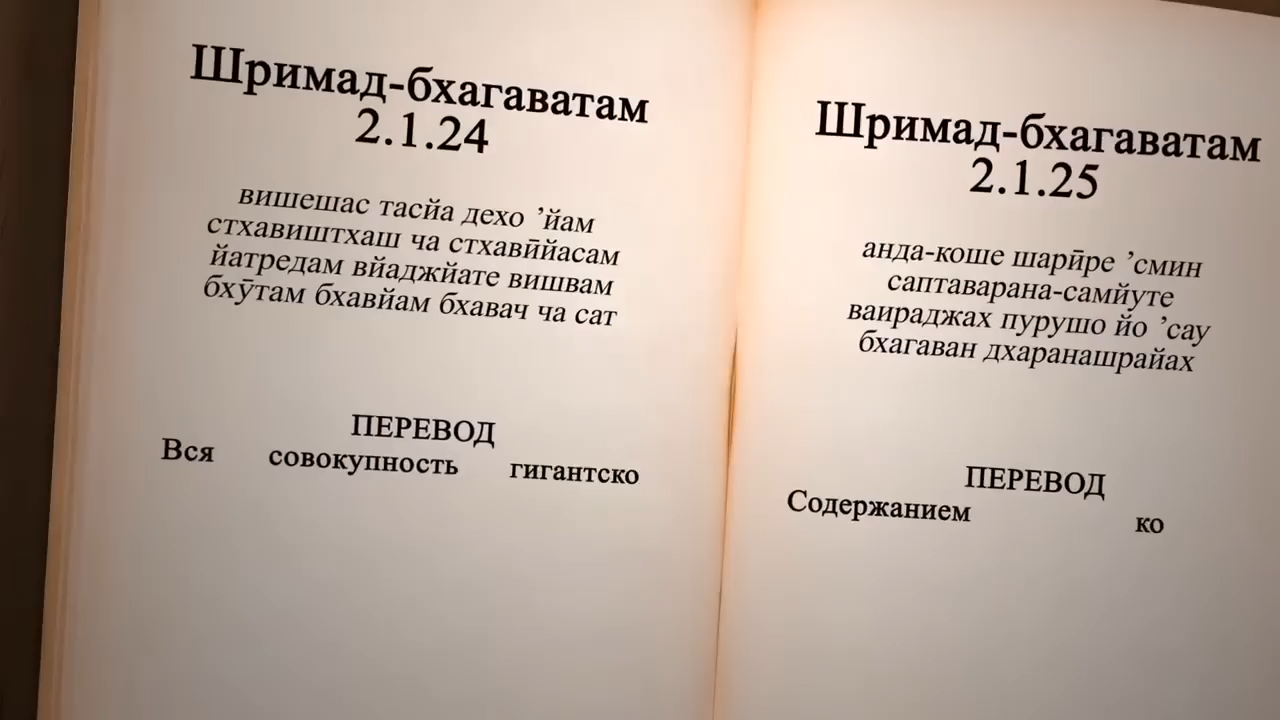 Шримад-бхагаватам
2.1.24
вишешас тасйа дехо ’йам
стхавиштхаш ча стхавӣйасам
йатредам вйаджйате вишвам
бхӯтам бхавйам бхавач ча сат
ПЕРЕВОД
Вся совокупность гигантско
Шримад-бхагаватам
2.1.25
анда-коше шарӣре ’смин
саптаварана-самйуте
ваираджах пурушо йо ’сау
бхагаван дхаранашрайах
ПЕРЕВОД
Содержанием ко